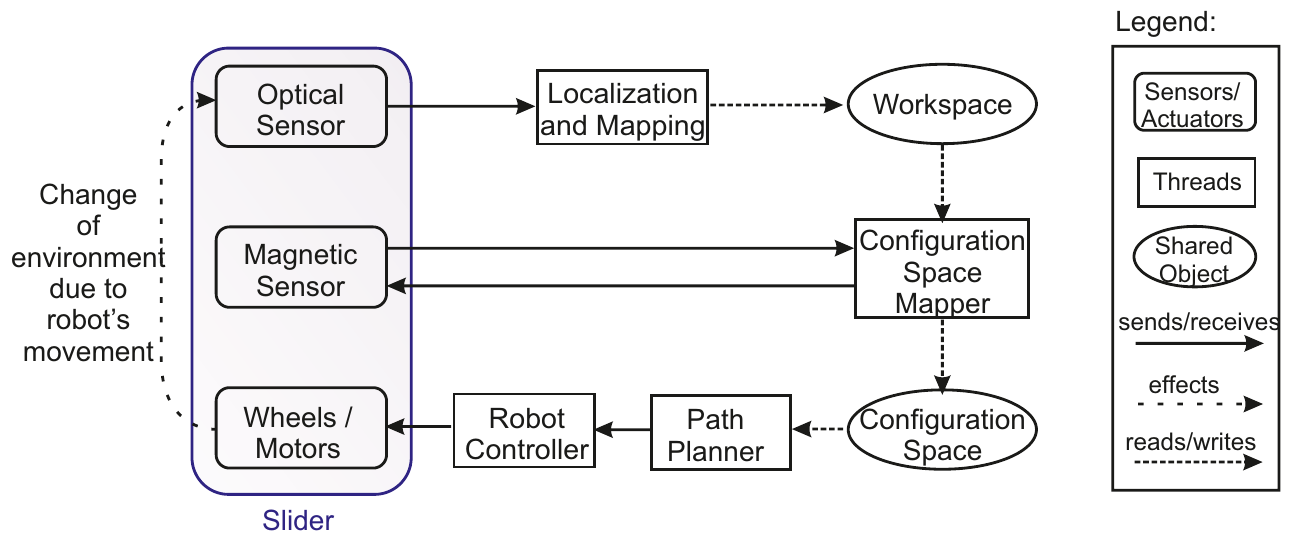 Legend:
Optical
Sensor
Localization
and Mapping
Workspace
Sensors/
Actuators
Threads
Change
of
environment
due to
robot's
movement
Magnetic
Sensor
Configuration
Space
Mapper
Shared
Object
sends/receives
effects
reads/writes
Wheels /
Motors
Robot
Controller
Path
Planner
Configuration
Space
Slider